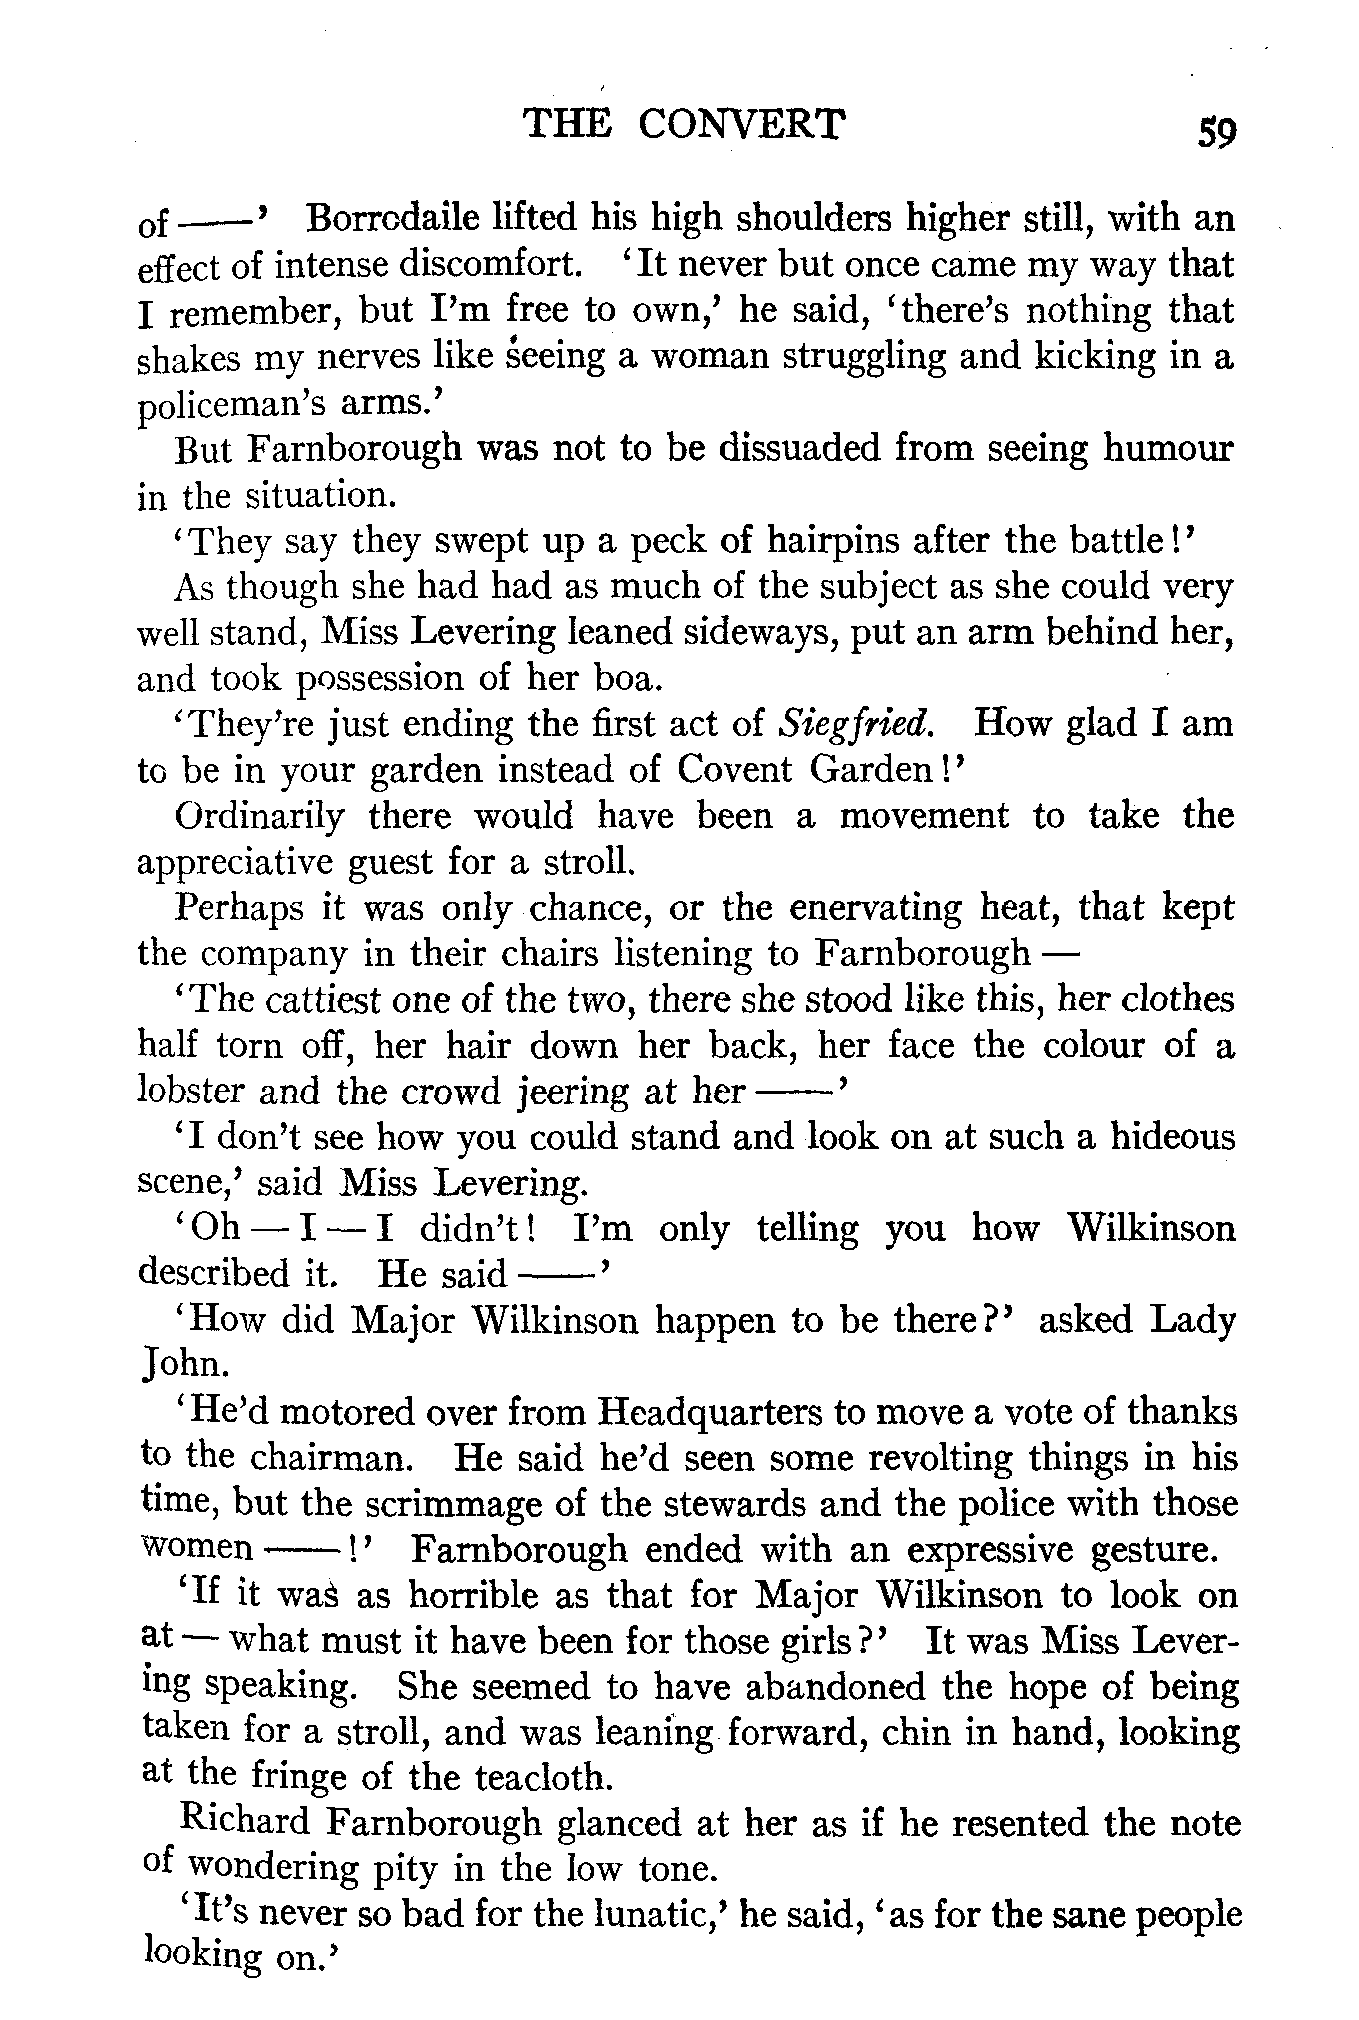 THE CONVERT 59
of ——’ Borrodaile lifted his high shoulders higher still, with an
effect of intense discomfort. ‘It never but once came my way that
I remember, but I’m free to own,’ he said, ‘there’s nothing that
shakes my nerves like seeing a woman struggling and kicking in a
policeman’s arms.’
But Farnborough was not to be dissuaded from seeing humour
in the situation.
‘They say they swept up a peck of hairpins after the battle!’
As though she had had as much of the subject as she could very
well stand, Miss Levering leaned sideways, put an arm behind her,
and took possession of her boa.
‘They’re just ending the first act of Siegfried. How glad I am
to be in your garden instead of Covent Garden!’
Ordinarily there would have been a movement to take the
appreciative guest for a stroll.
Perhaps it was only chance, or the enervating heat, that kept
the company in their chairs listening to Farnborough —
‘The cattiest one of the two, there she stood like this, her clothes
half torn off, her hair down her back, her face the colour of a
lobster and the crowd jeering at her ——’
‘I don’t see how you could stand and look on at such a hideous
scene,’ said Miss Levering.
‘Oh — I — I didn’t! I’m only telling you how Wilkinson
described it. He said ——’
‘How did Major Wilkinson happen to be there?’ asked Lady
John.
‘He’d motored over from Headquarters to move a vote of thanks
to the chairman. He said he’d seen some revolting things in his
time, but the scrimmage of the stewards and the police with those
women ——!’ Farnborough ended with an expressive gesture.
‘If it was as horrible as that for Major Wilkinson to look on
at — what must it have been for those girls?’ It was Miss Lever-
ing speaking. She seemed to have abandoned the hope of being
taken for a stroll, and was leaning forward, chin in hand, looking
at the fringe of the teacloth.
Richard Farnborough glanced at her as if he resented the note
of wondering pity in the low tone.
‘It’s never so bad for the lunatic,’ he said, ‘as for the sane people
looking on.’